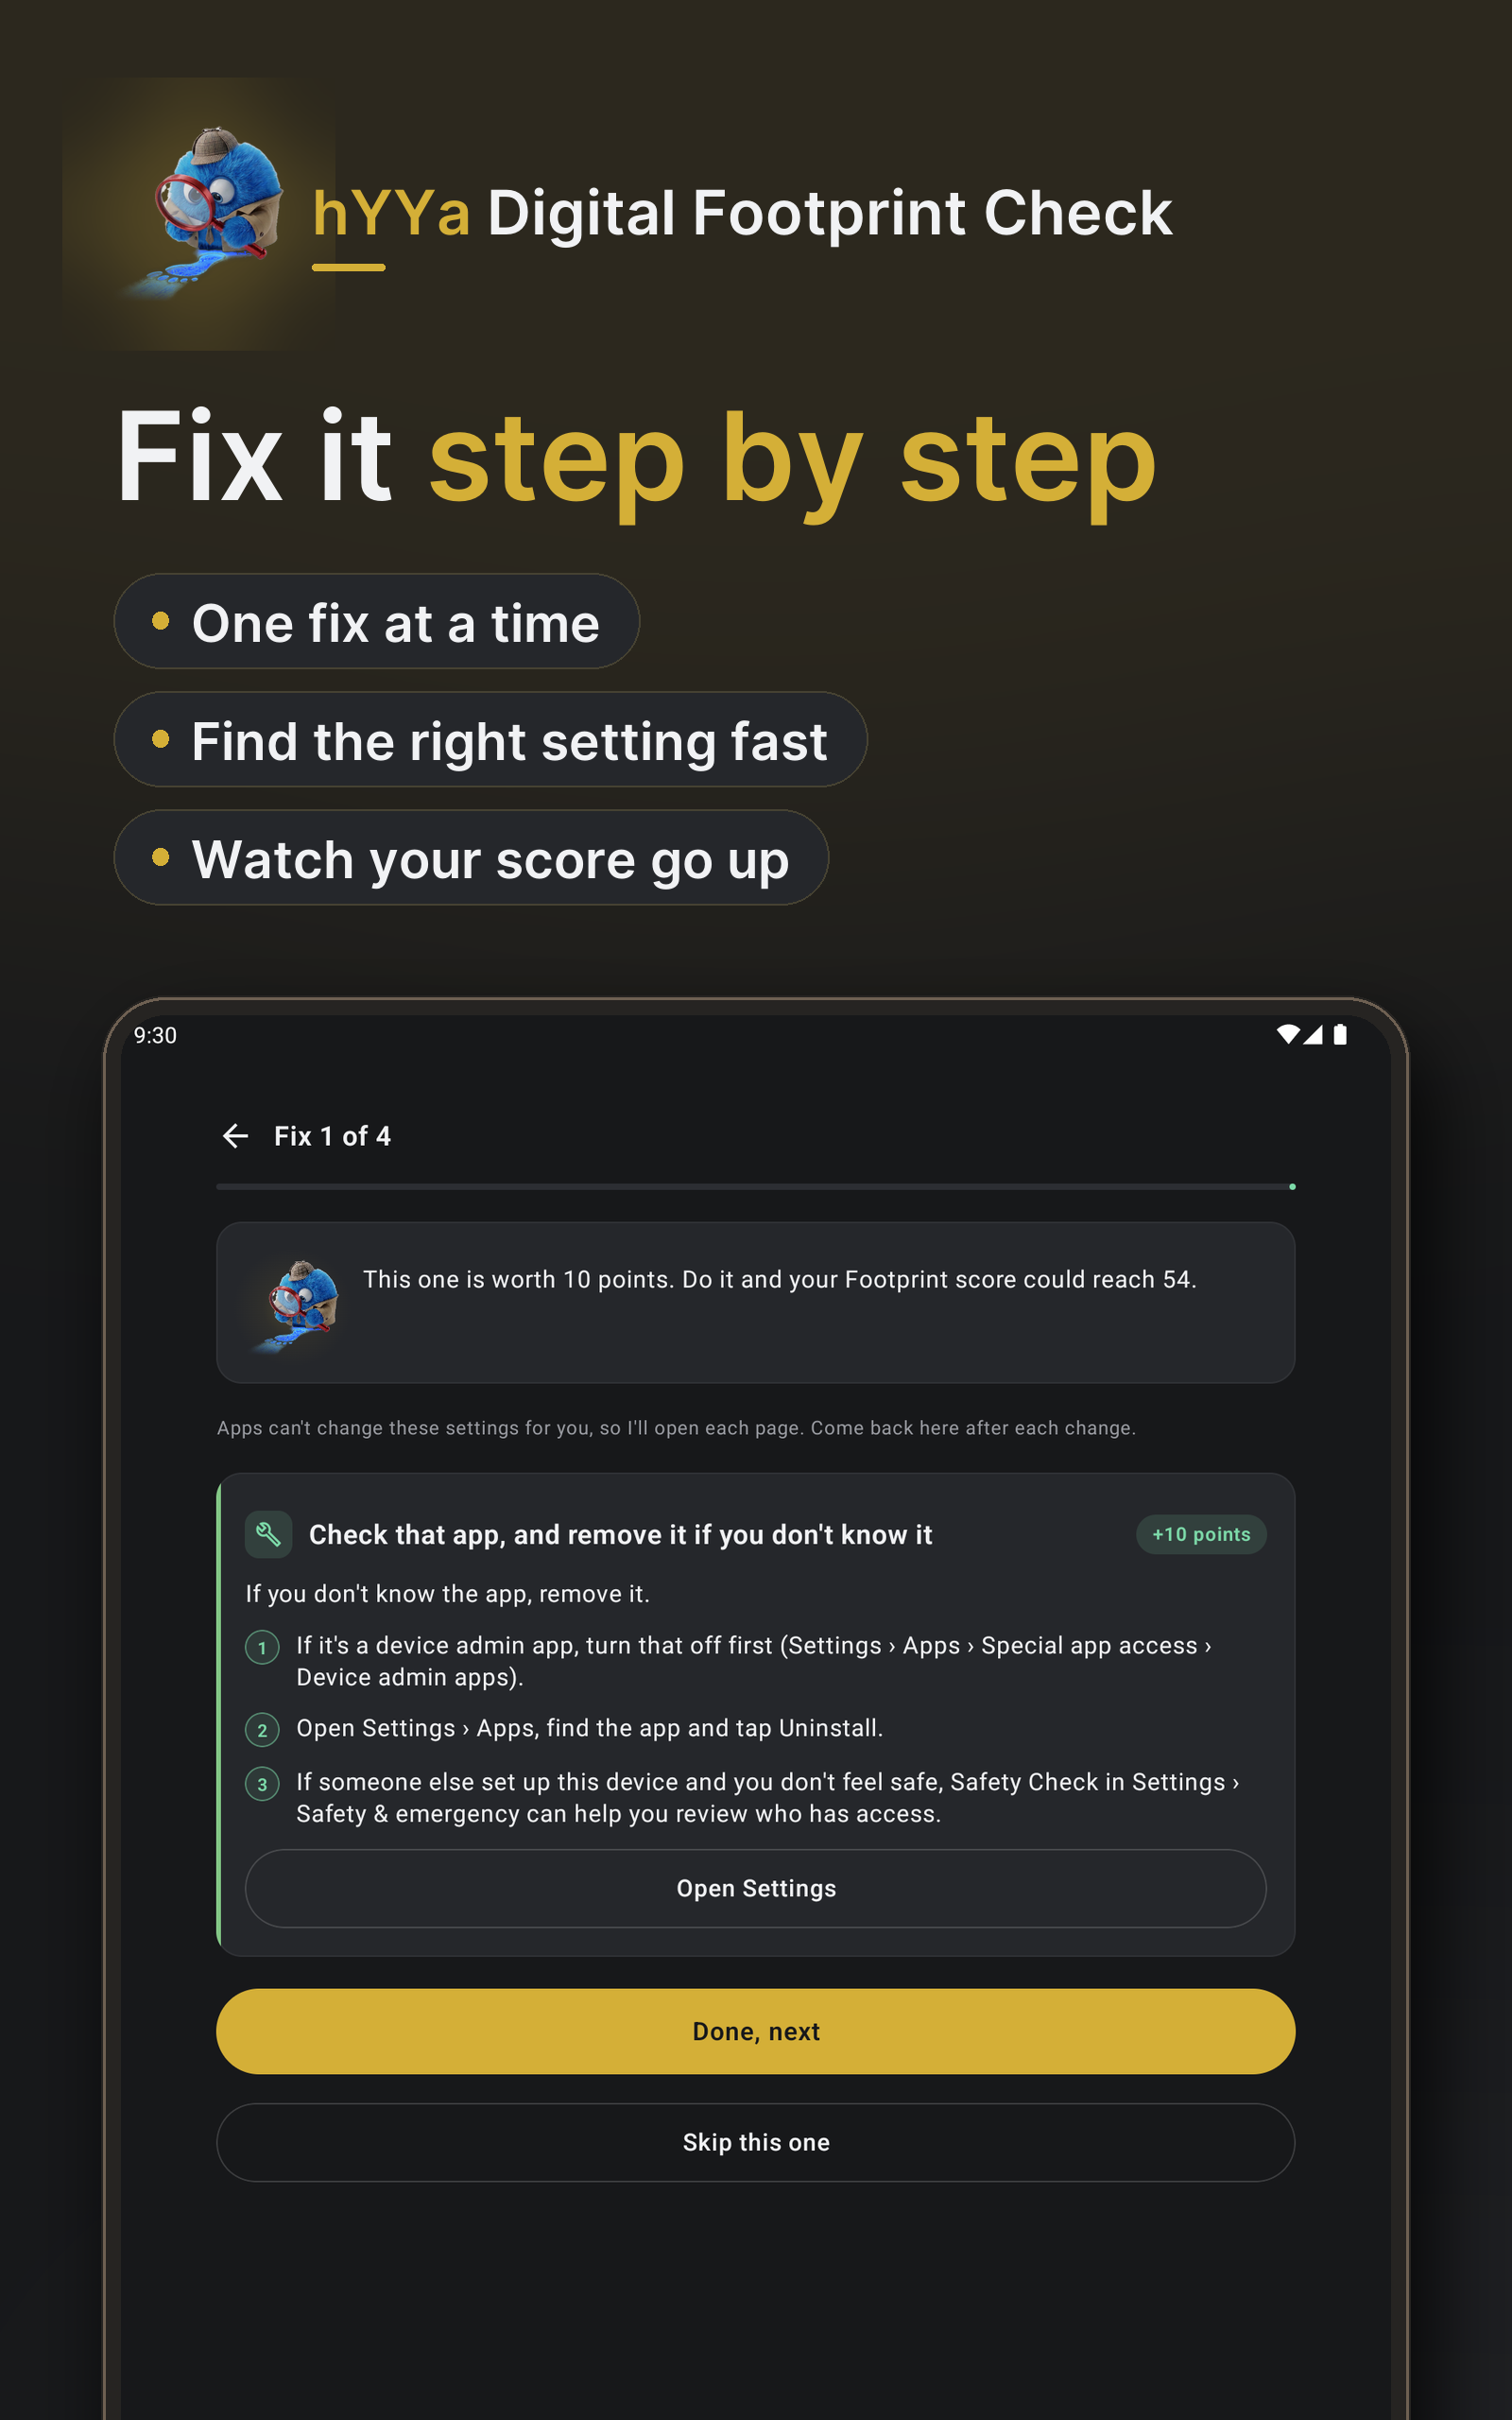 hYYa Digital Footprint Check
Fix it step by step
One fix at a time
Find the right setting fast
Watch your score go up
9:30
Fix 1 of 4
This one is worth 10 points. Do it and your Footprint score could reach 54.
Apps can't change these settings for you, so I'll open each page. Come back here after each change.
Check that app, and remove it if you don't know it
+10 points
If you don't know the app, remove it.
1 If it's a device admin app, turn that off first (Settings › Apps › Special app access ›
Device admin apps).
2 Open Settings › Apps, find the app and tap Uninstall.
3 If someone else set up this device and you don't feel safe, Safety Check in Settings ›
Safety & emergency can help you review who has access.
Open Settings
Done, next
Skip this one